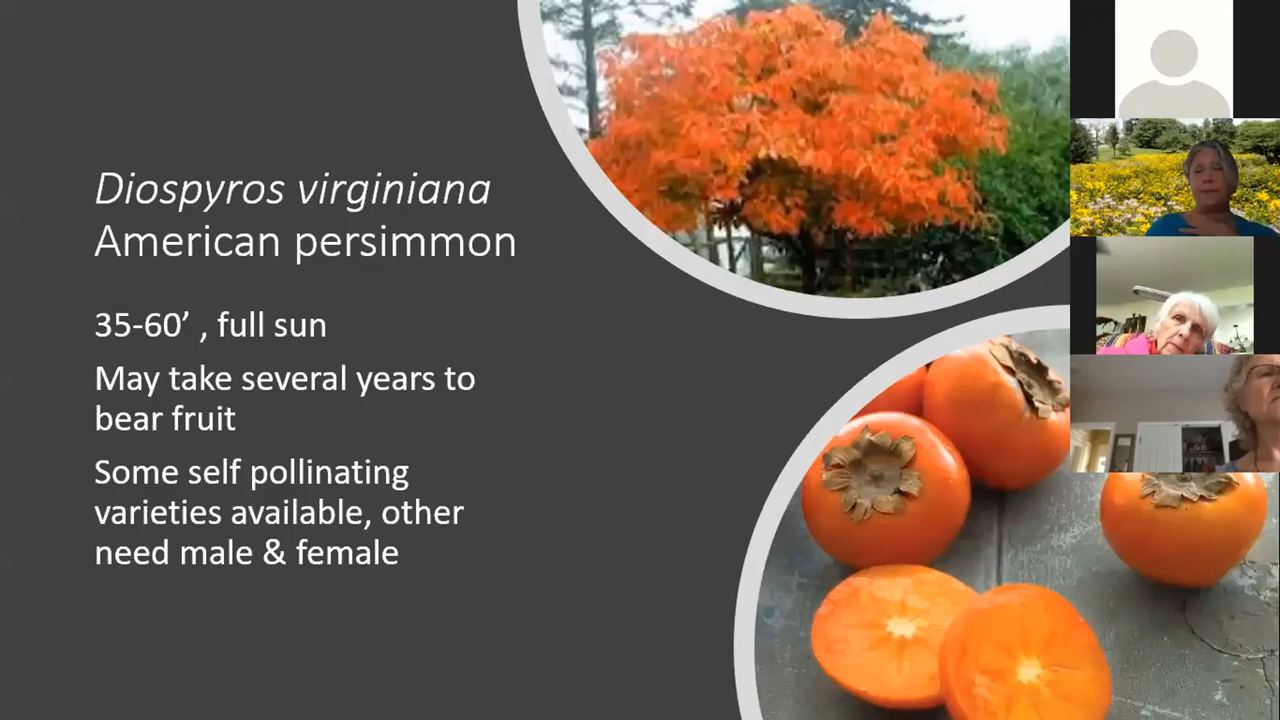 Diospyros virginiana
American persimmon
35-60’ , full sun
May take several years to
bear fruit
Some self pollinating
varieties available, other
need male & female